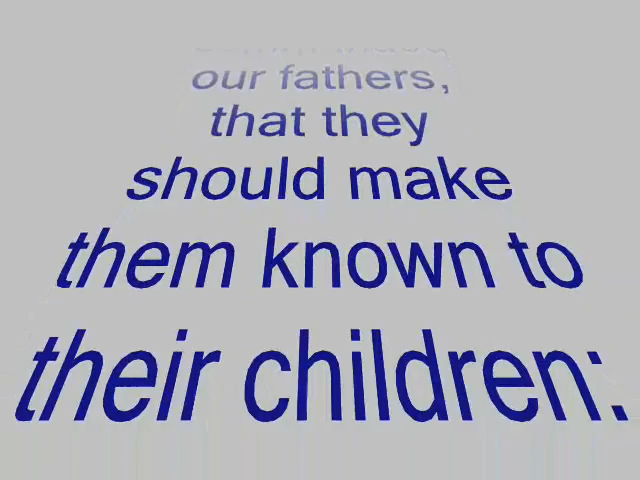 our fathers,
that they
should make
them known to
their children: